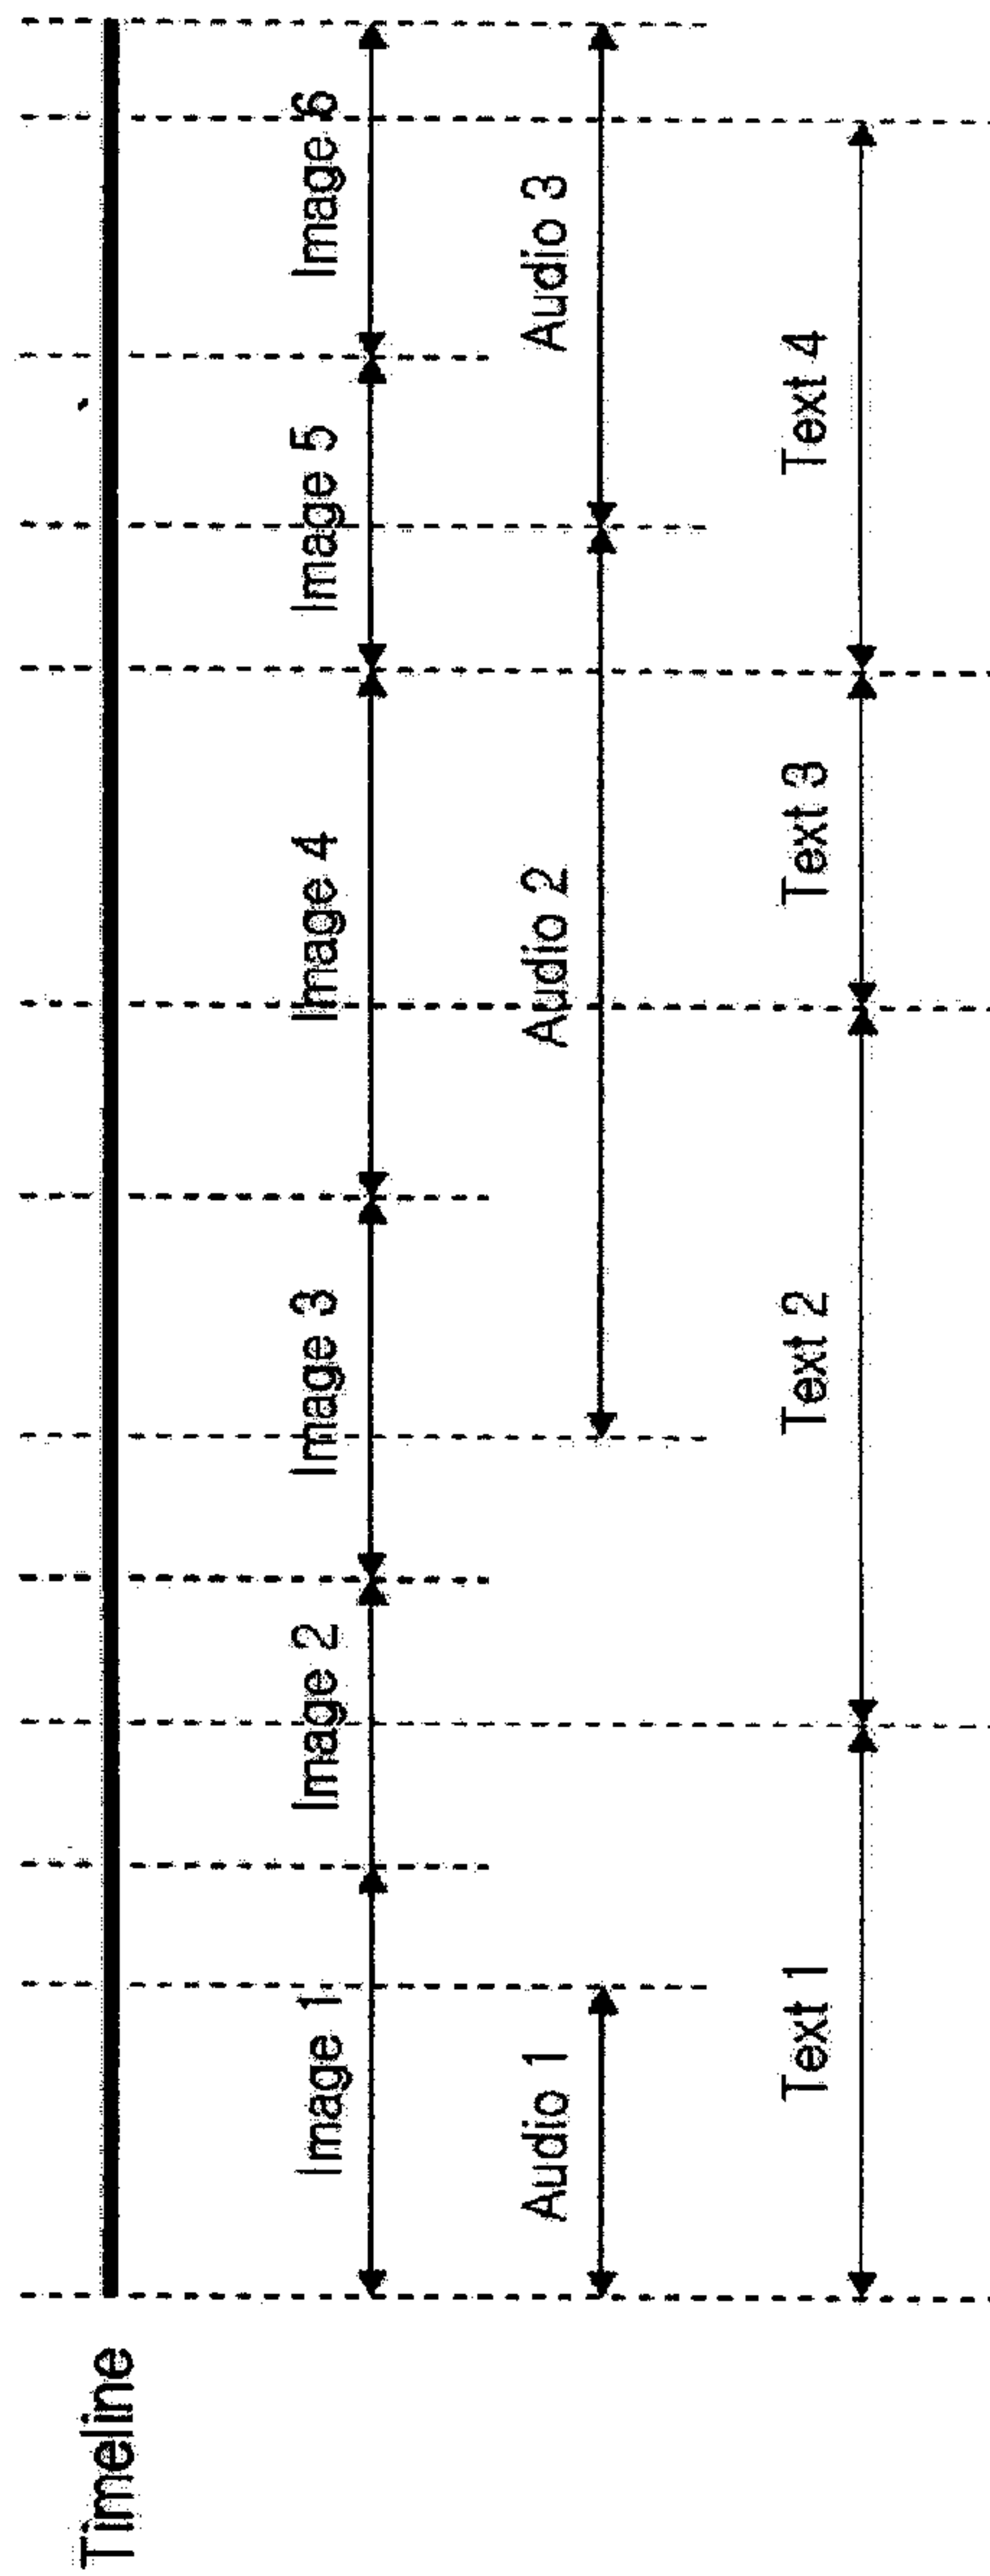 Timeline
Image 1
Image 2
Image 3
Image 4
Image 5
Image 6
Audio 1
Audio 2
Audio 3
Text 1
Text 2
Text 3
Text 4